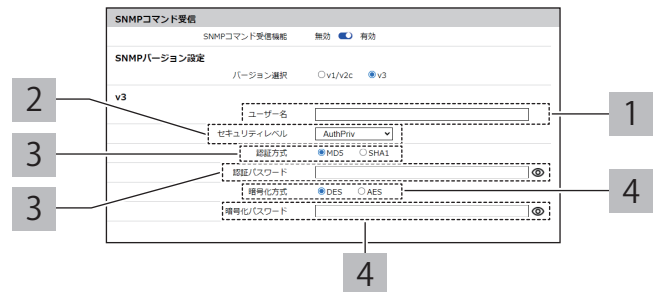 SNMPコマンド受信
SNMPコマンド受信機能 無効 有効
SNMPバージョン設定
バージョン選択 v1/v2c v3
v3
2
ユーザー名
1
セキュリティレベル AuthPriv
3
認証方式 MD5 SHA1
認証パスワード
3
暗号化方式 DES AES
4
暗号化パスワード
4